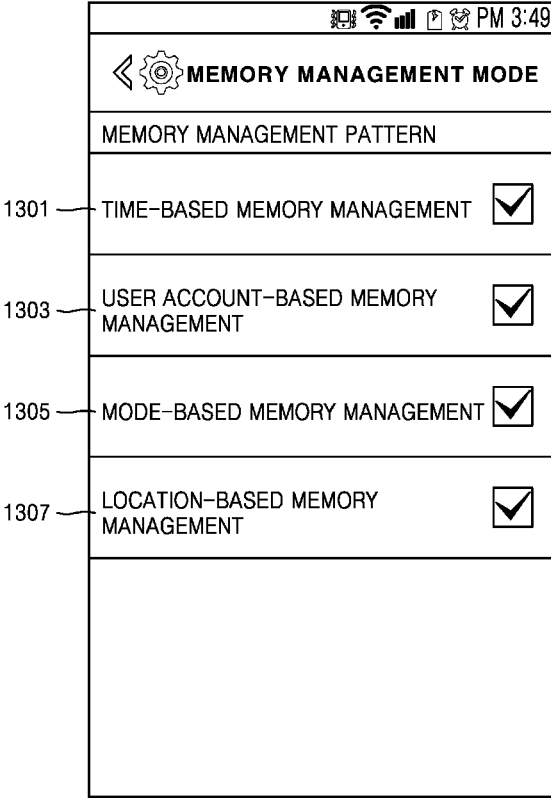 PM 3:49
MEMORY MANAGEMENT MODE
MEMORY MANAGEMENT PATTERN
1301 TIME-BASED MEMORY MANAGEMENT
1303 USER ACCOUNT-BASED MEMORY
MANAGEMENT
1305 MODE-BASED MEMORY MANAGEMENT
1307 LOCATION-BASED MEMORY
MANAGEMENT